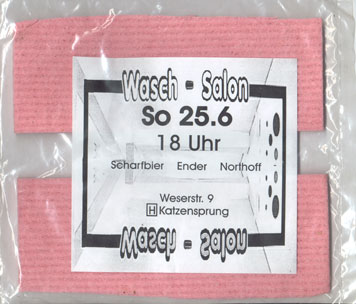 Wasch - Salon
So 25.6
18 Uhr
Scharfbier Ender Northoff
Weserstr. 9
H Katzensprung
Wasch - Salon